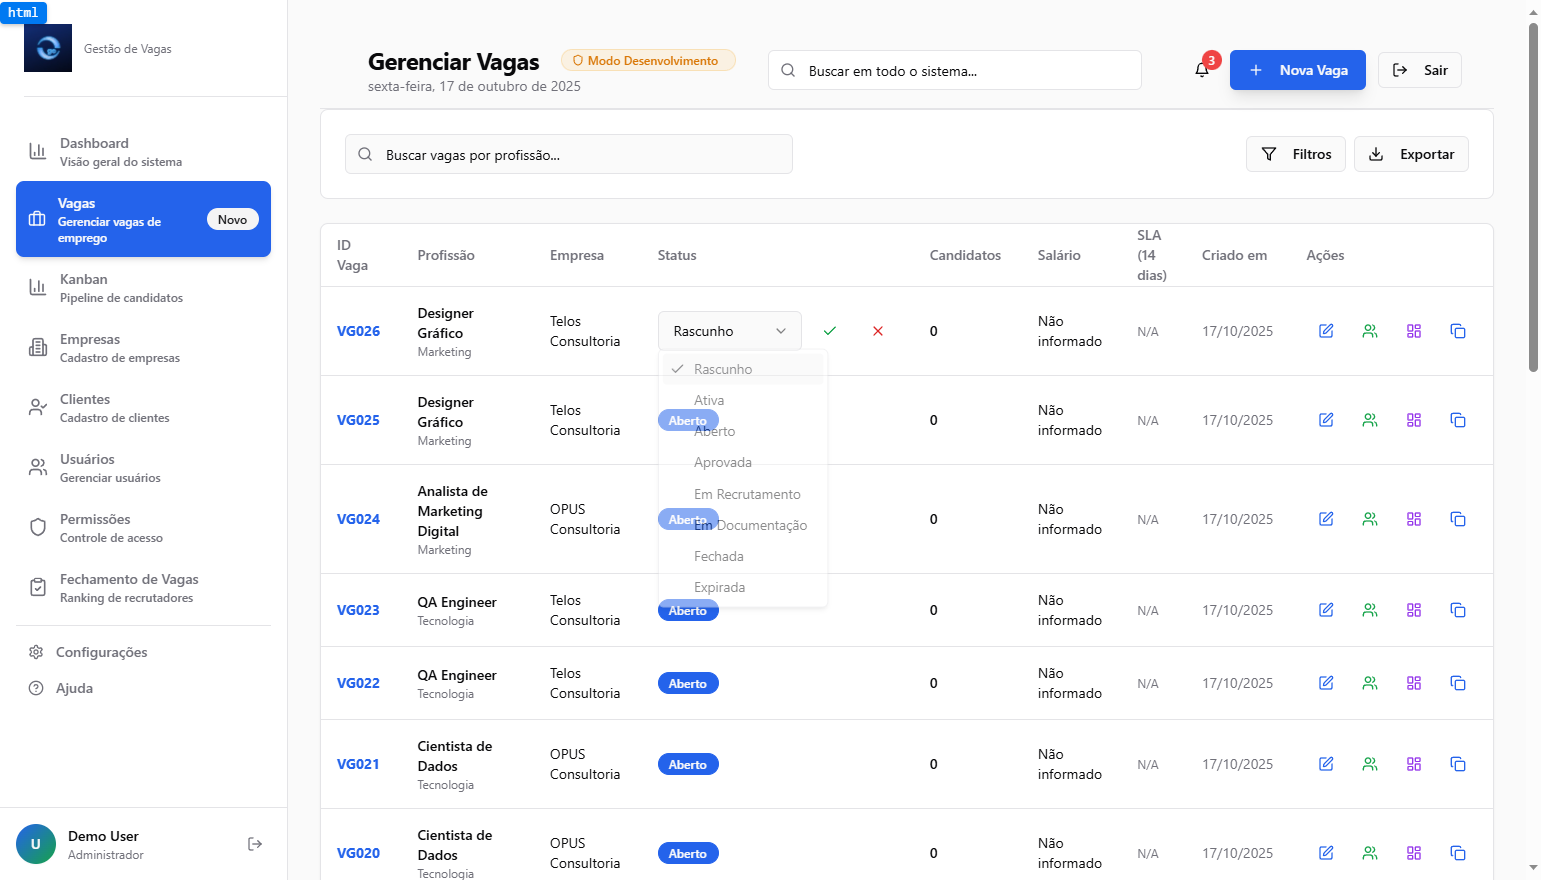 html
Gestão de Vagas
Dashboard
Visão geral do sistema
Vagas
Gerenciar vagas de
emprego
Novo
Kanban
Pipeline de candidatos
Empresas
Cadastro de empresas
Clientes
Cadastro de clientes
Usuários
Gerenciar usuários
Permissões
Controle de acesso
Fechamento de Vagas
Ranking de recrutadores
Configurações
Ajuda
U
Demo User
Administrador
Gerenciar Vagas
Modo Desenvolvimento
sexta-feira, 17 de outubro de 2025
Buscar em todo o sistema...
3
Nova Vaga
Sair
Buscar vagas por profissão...
Filtros
Exportar
ID
Vaga
Profissão
Empresa
Status
Candidatos
Salário
SLA
(14
dias)
Criado em
Ações
VG026
Designer
Gráfico
Marketing
Telos
Consultoria
Rascunho
0
Não
informado
N/A
17/10/2025
Rascunho
Ativa
Aberto
Aprovada
Em Recrutamento
Em Documentação
Fechada
Expirada
VG025
Designer
Gráfico
Marketing
Telos
Consultoria
Aberto
0
Não
informado
N/A
17/10/2025
VG024
Analista de
Marketing
Digital
Marketing
OPUS
Consultoria
Aberto
0
Não
informado
N/A
17/10/2025
VG023
QA Engineer
Tecnologia
Telos
Consultoria
Aberto
0
Não
informado
N/A
17/10/2025
VG022
QA Engineer
Tecnologia
Telos
Consultoria
Aberto
0
Não
informado
N/A
17/10/2025
VG021
Cientista de
Dados
Tecnologia
OPUS
Consultoria
Aberto
0
Não
informado
N/A
17/10/2025
VG020
Cientista de
Dados
Tecnologia
OPUS
Consultoria
Aberto
0
Não
informado
N/A
17/10/2025